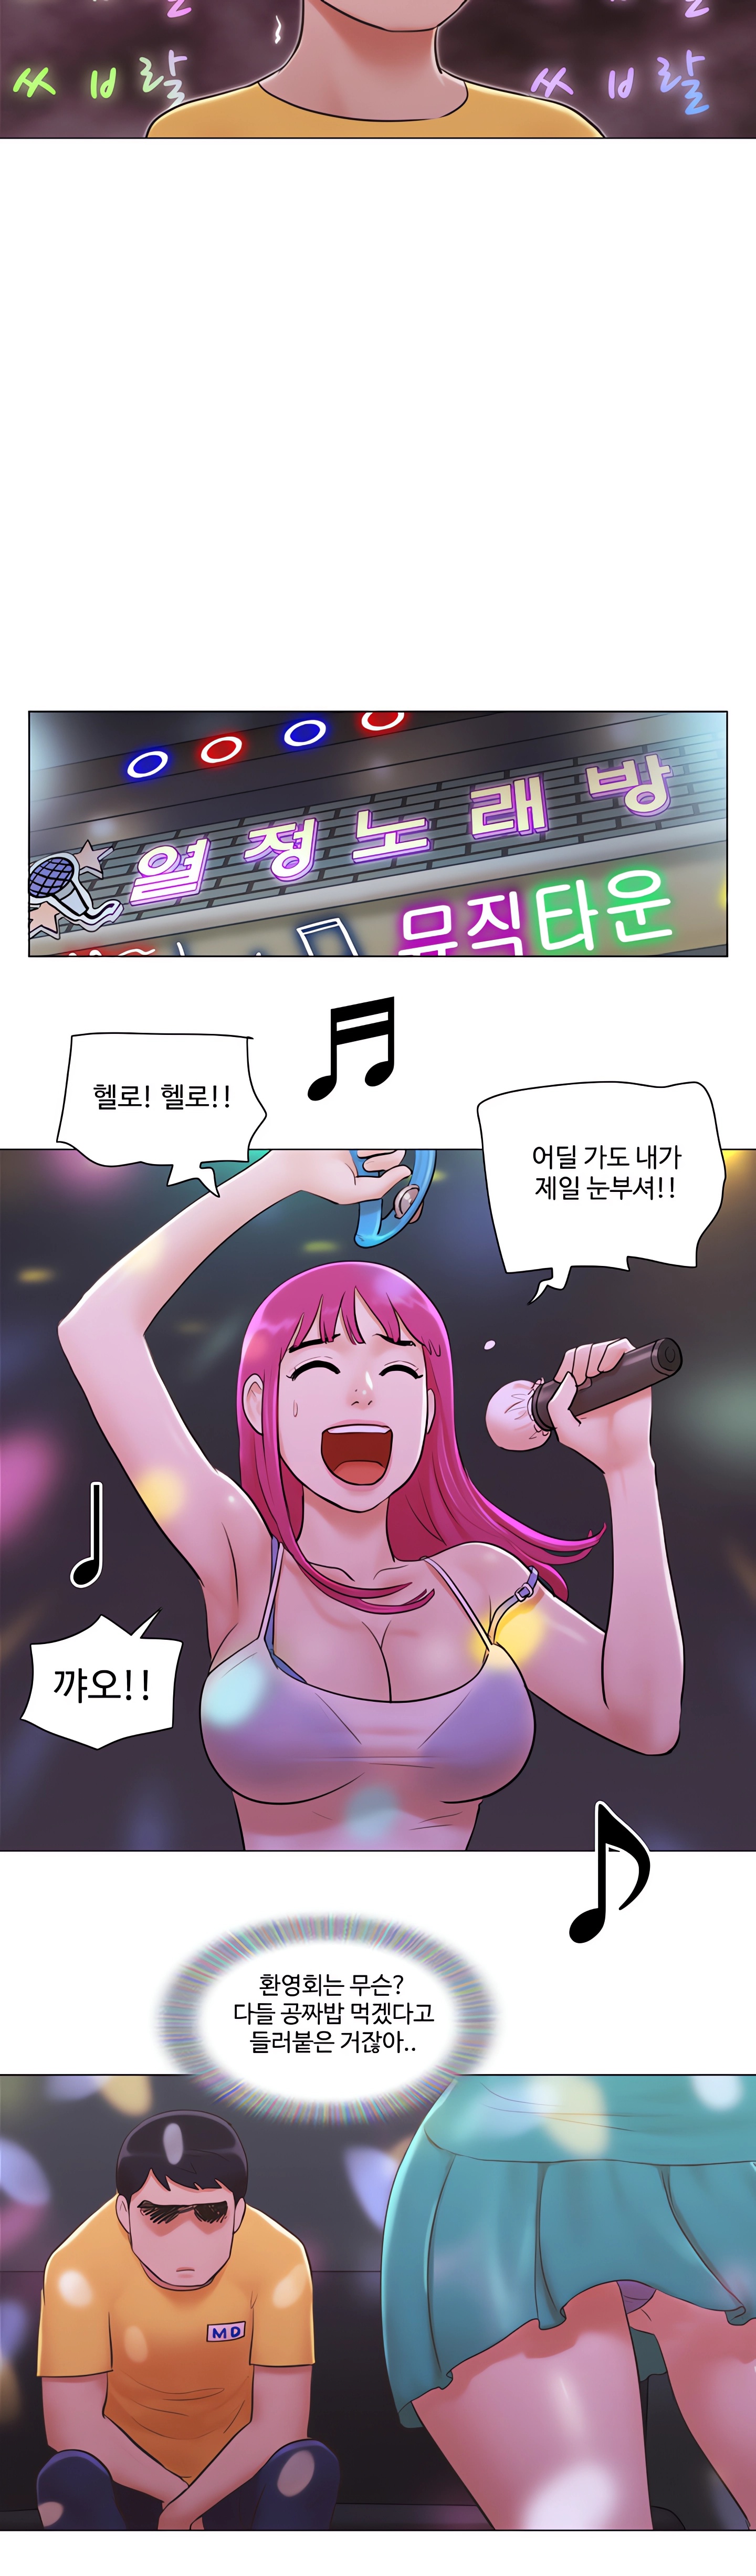 씨 ㅂ 랄 씨 ㅂ 랄
열정노래방
뮤직타운
헬로! 헬로!!
어딜 가도 내가
제일 눈부셔!!
꺄오!!
환영회는 무슨?
다들 공짜밥 먹겠다고
들러붙은 거잖아..
MD